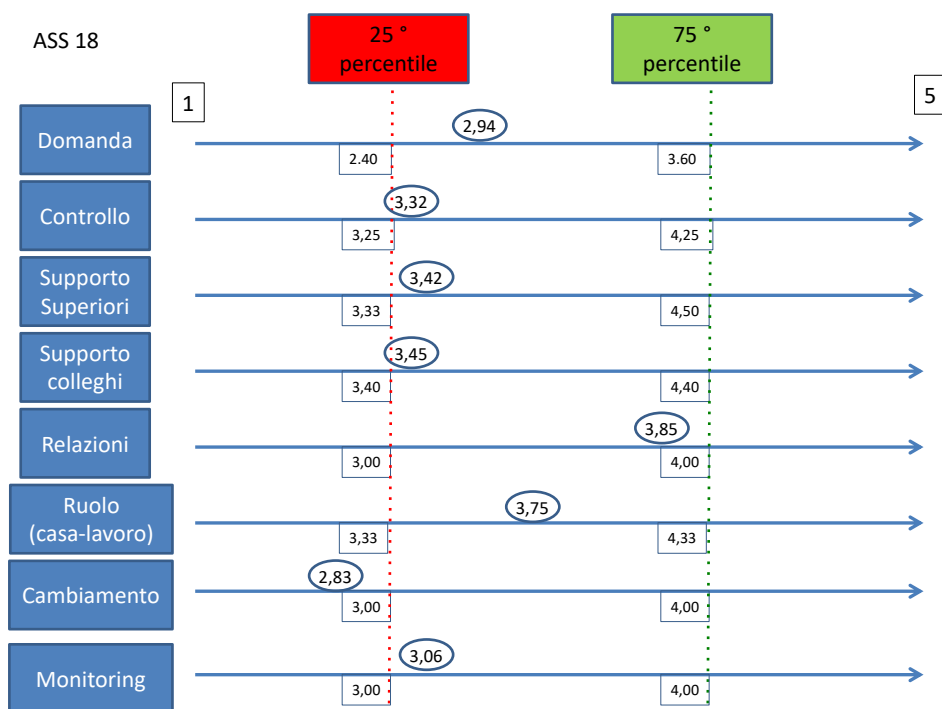 ASS 18
25 °
percentile
75 °
percentile
1
5
Domanda
2,94
2.40
3.60
Controllo
3,32
3,25
4,25
Supporto
Superiori
3,42
3,33
4,50
Supporto
colleghi
3,45
3,40
4,40
Relazioni
3,85
3,00
4,00
Ruolo
(casa-lavoro)
3,75
3,33
4,33
Cambiamento
2,83
3,00
4,00
Monitoring
3,06
3,00
4,00